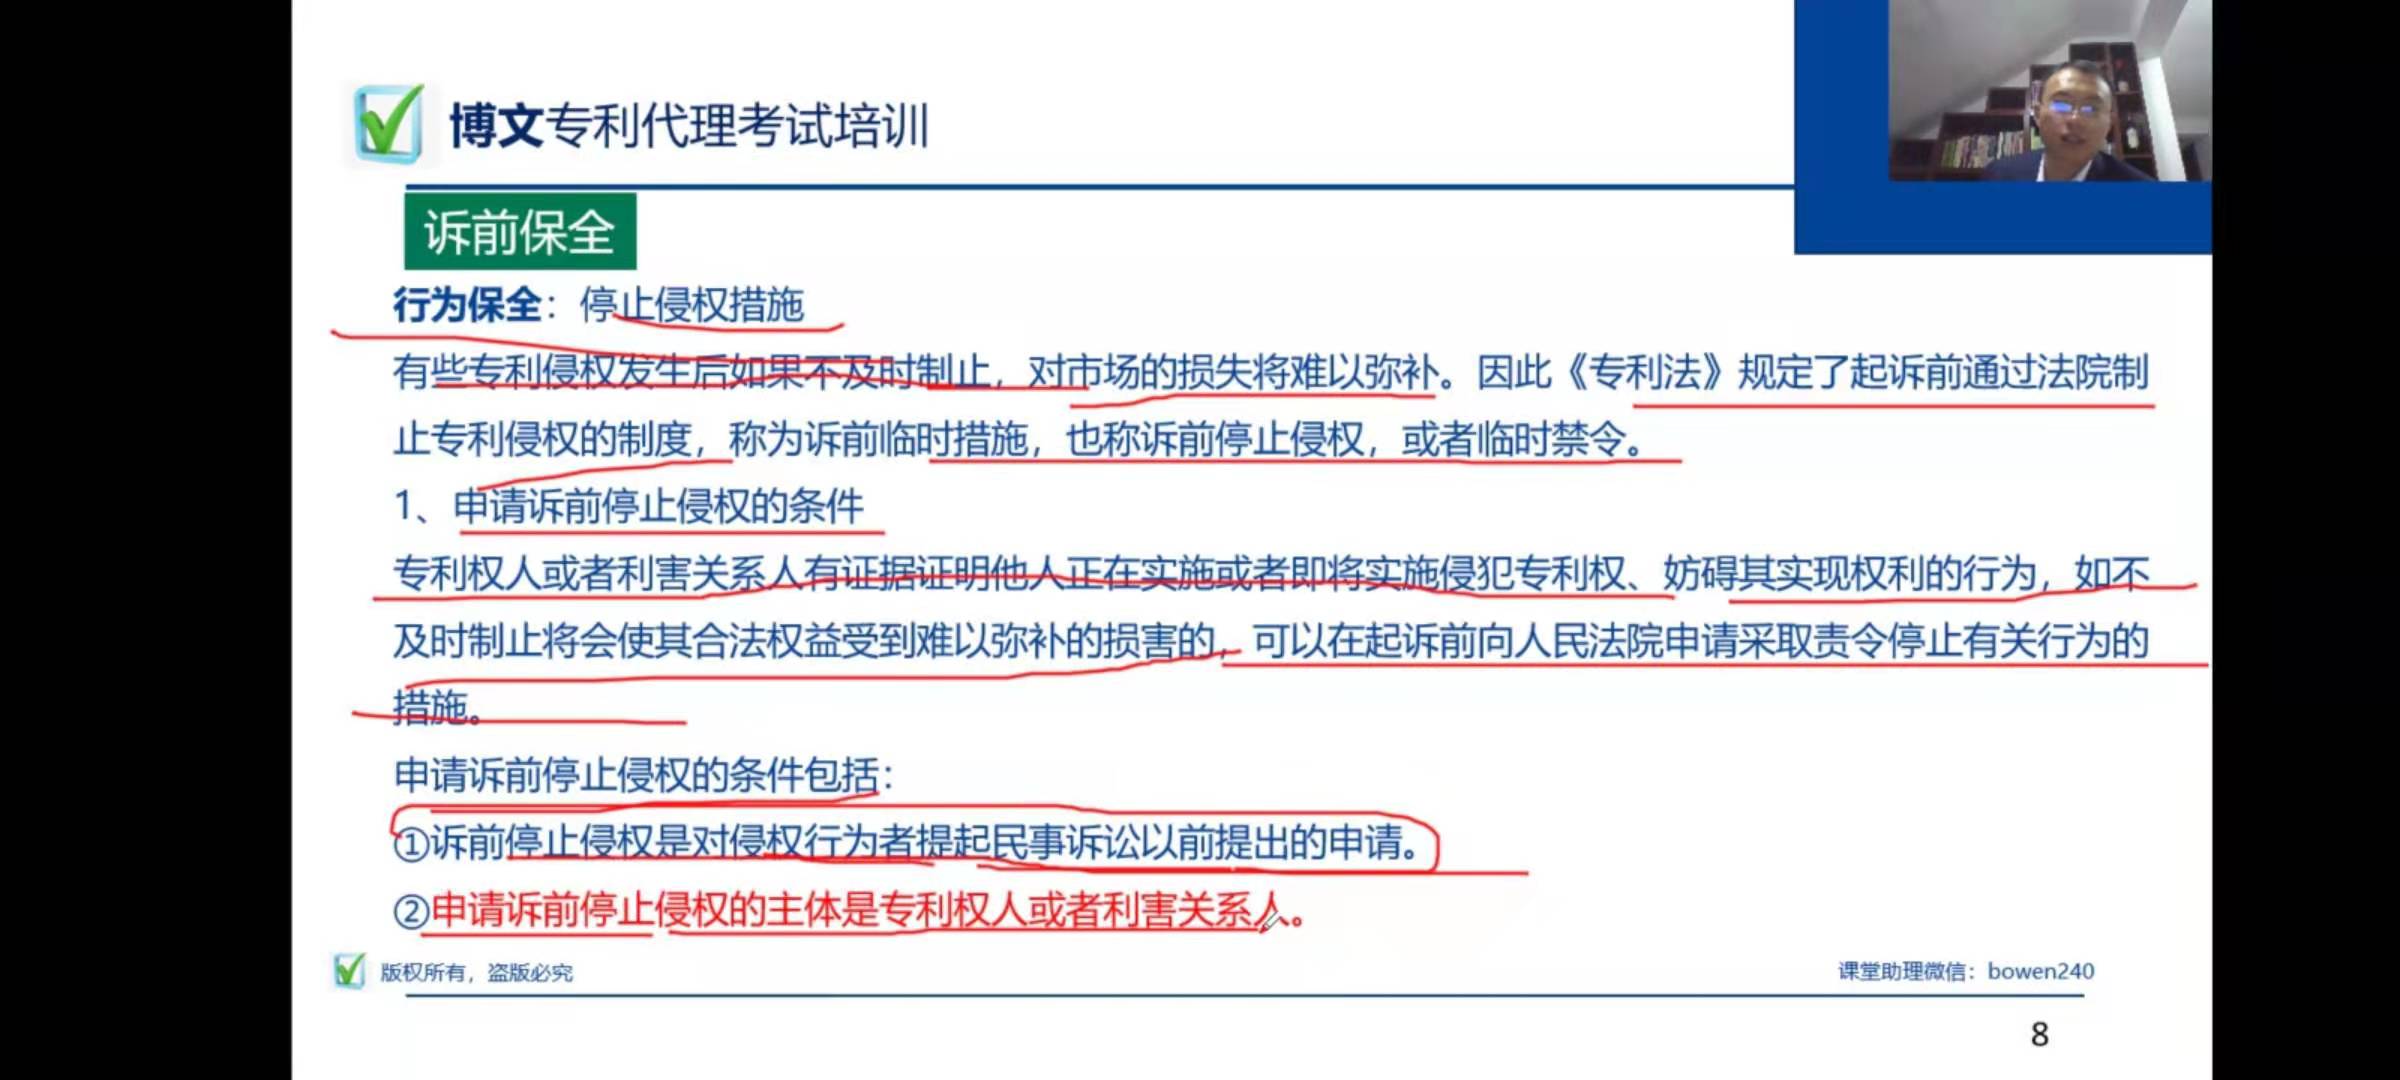 博文专利代理考试培训
诉前保全
行为保全：停止侵权措施
有些专利侵权发生后如果不及时制止，对市场的损失将难以弥补。因此《专利法》规定了起诉前通过法院制
止专利侵权的制度，称为诉前临时措施，也称诉前停止侵权，或者临时禁令。
1、申请诉前停止侵权的条件
专利权人或者利害关系人有证据证明他人正在实施或者即将实施侵犯专利权、妨碍其实现权利的行为，如不
及时制止将会使其合法权益受到难以弥补的损害的，可以在起诉前向人民法院申请采取责令停止有关行为的
措施。
申请诉前停止侵权的条件包括：
①诉前停止侵权是对侵权行为者提起民事诉讼以前提出的申请。
②申请诉前停止侵权的主体是专利权人或者利害关系人。
版权所有，盗版必究
课堂助理微信：bowen240
8